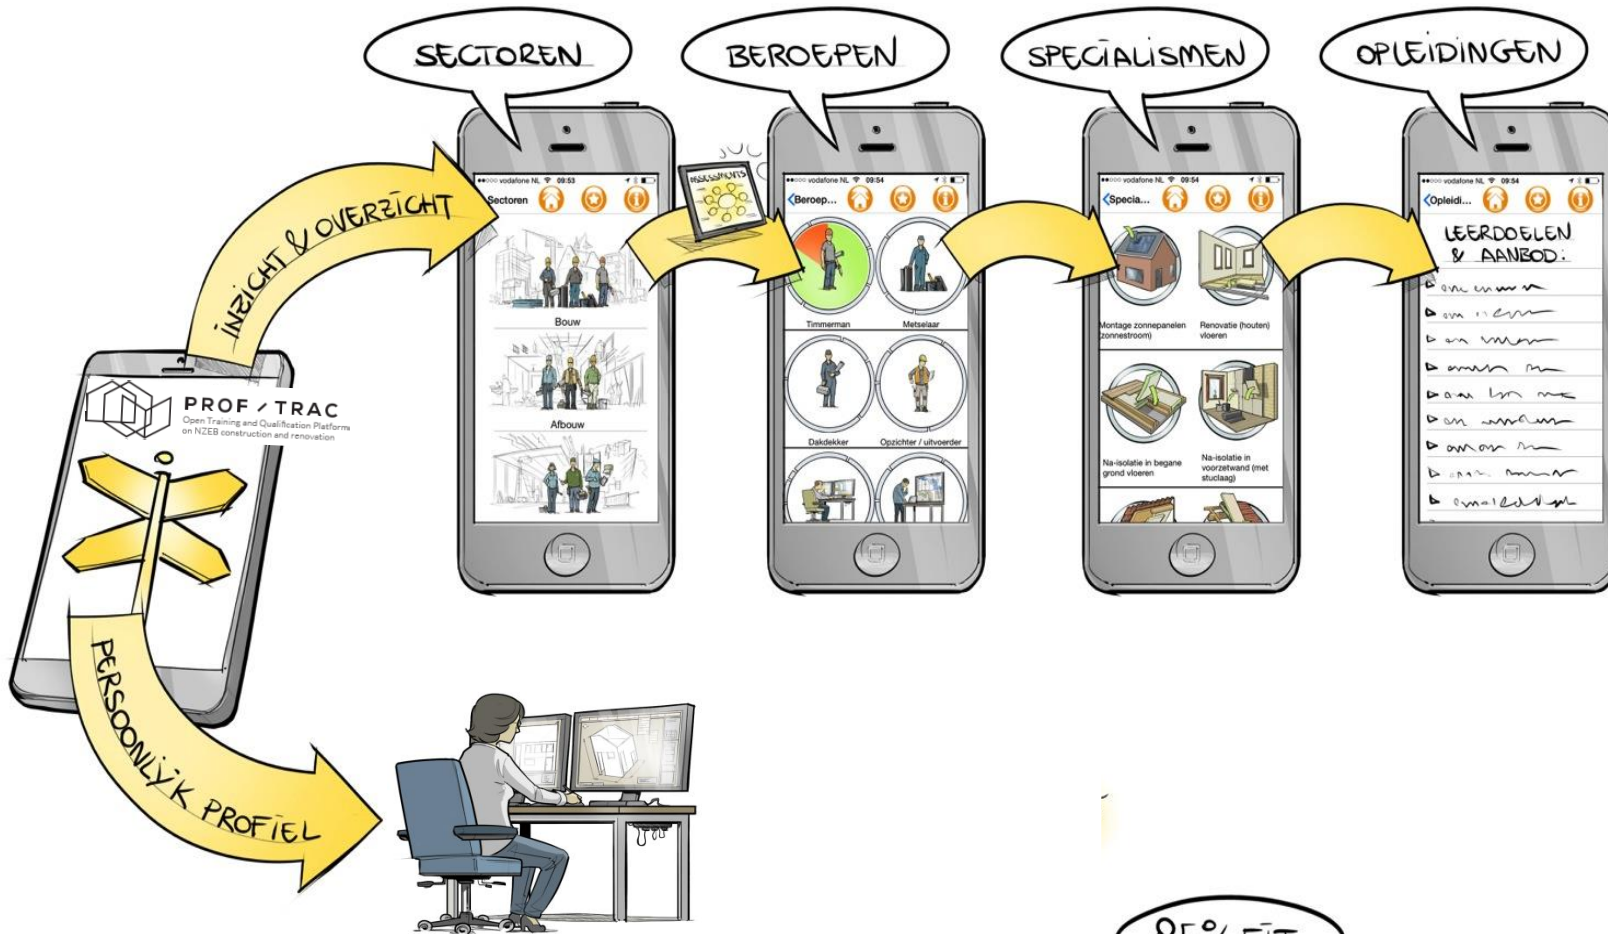 SECTOREN
BEROEPEN
SPECIALISMEN
OPLEIDINGEN
INZICHT & OVERZICHT
ASSESSMENTS
vodafone NL 09:53
Sectoren
Bouw
Afbouw
vodafone NL 09:54
Beroep...
Timmerman
Metselaar
Dakdekker
Opzichter / uitvoerder
vodafone NL 09:54
Specia...
Montage zonnepanelen
(zonnestroom)
Renovatie (houten)
vloeren
Na-isolatie in begane
grond vloeren
Na-isolatie in
voorzetwand (met
stuclaag)
vodafone NL 09:54
Opleidi...
LEERDOELEN
& AANBOD:
PROF / TRAC
Open Training and Qualification Platform
on NZEB construction and renovation
PERSOONLIJK PROFIEL